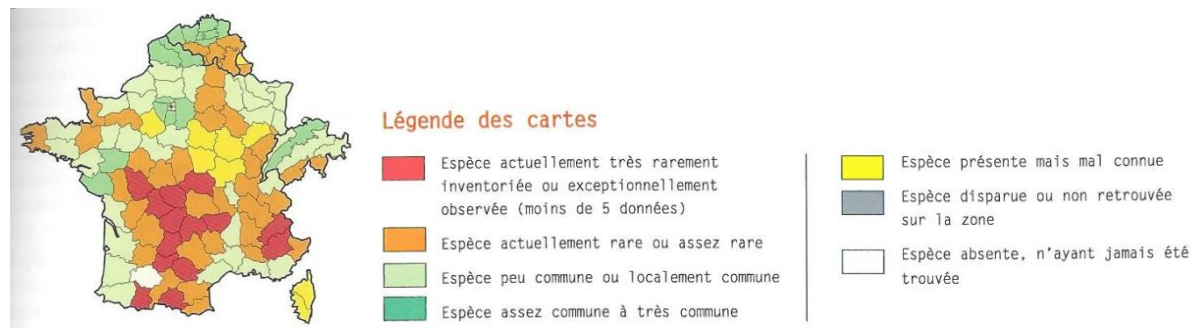 Légende des cartes
Espèce actuellement très rarement
inventoriée ou exceptionnellement
observée (moins de 5 données)
Espèce actuellement rare ou assez rare
Espèce peu commune ou localement commune
Espèce assez commune à très commune
Espèce présente mais mal connue
Espèce disparue ou non retrouvée
sur la zone
Espèce absente, n'ayant jamais été
trouvée